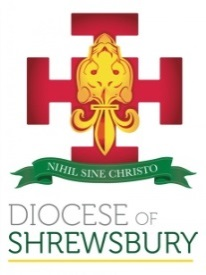 NIHIL SINE CHRISTO
DIOCESE OF
SHREWSBURY